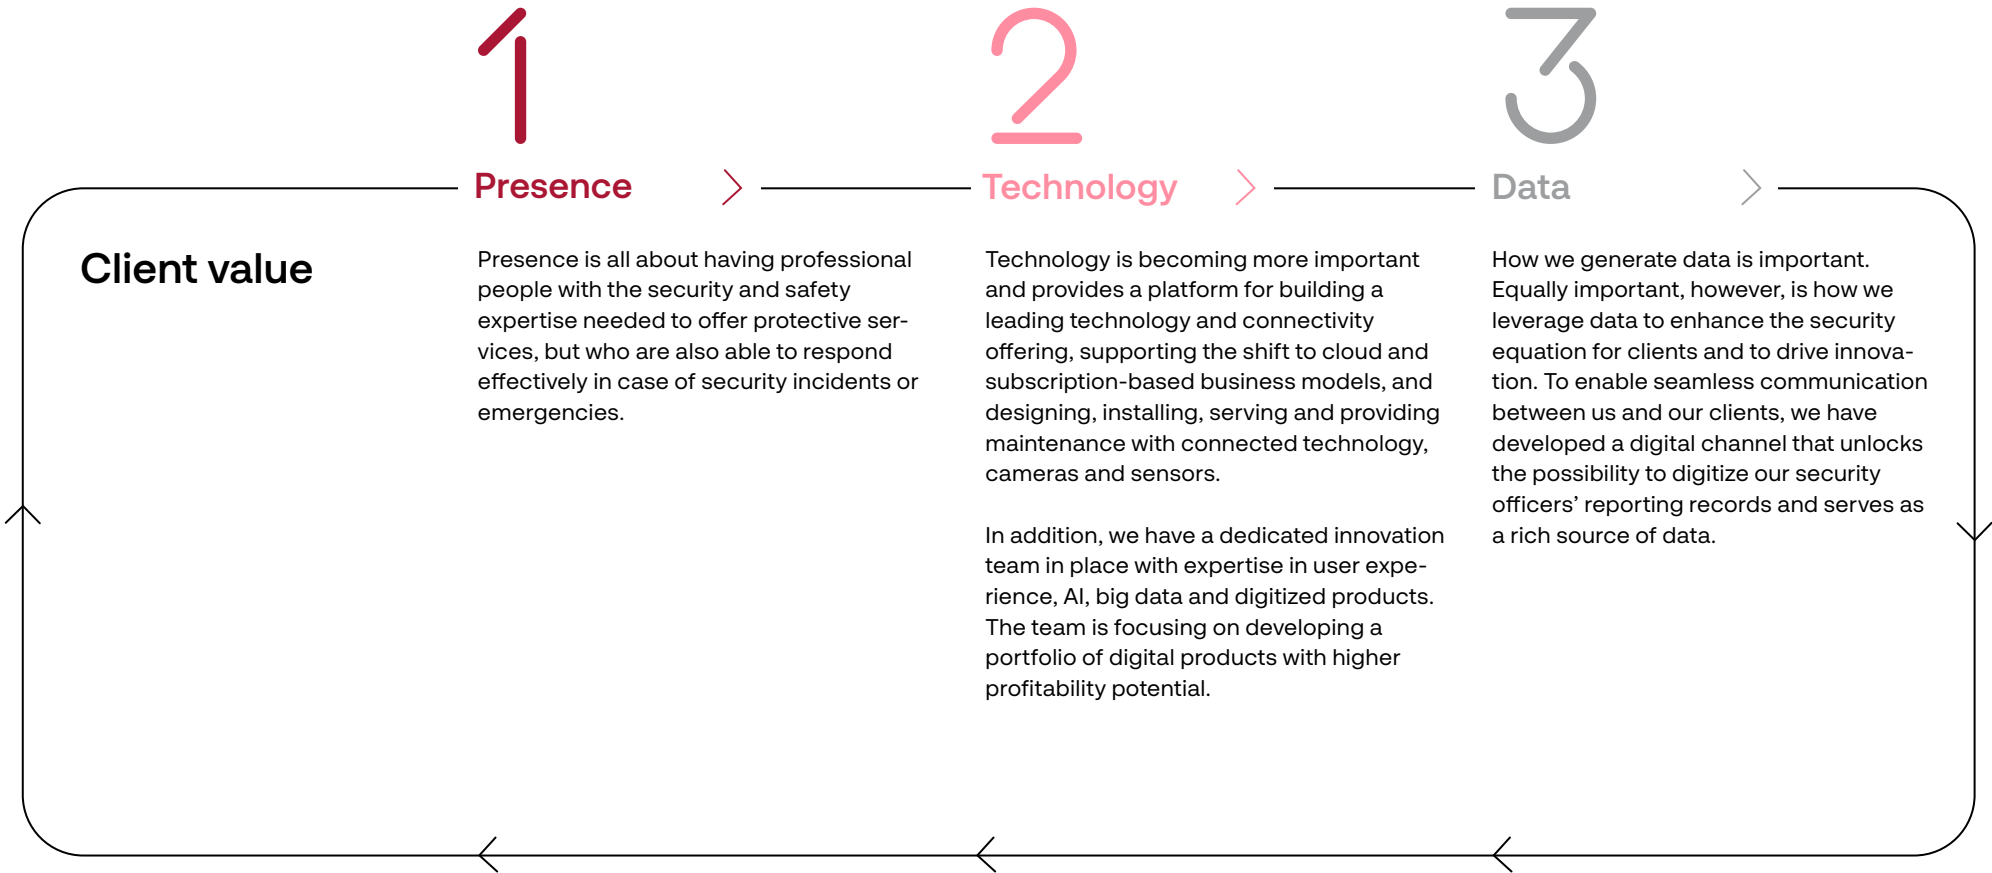 1
Presence
2
Technology
3
Data
Client value
Presence is all about having professional
people with the security and safety
expertise needed to offer protective ser-
vices, but who are also able to respond
effectively in case of security incidents or
emergencies.
Technology is becoming more important
and provides a platform for building a
leading technology and connectivity
offering, supporting the shift to cloud and
subscription-based business models, and
designing, installing, serving and providing
maintenance with connected technology,
cameras and sensors.
In addition, we have a dedicated innovation
team in place with expertise in user expe-
rience, AI, big data and digitized products.
The team is focusing on developing a
portfolio of digital products with higher
profitability potential.
How we generate data is important.
Equally important, however, is how we
leverage data to enhance the security
equation for clients and to drive innova-
tion. To enable seamless communication
between us and our clients, we have
developed a digital channel that unlocks
the possibility to digitize our security
officers’ reporting records and serves as
a rich source of data.